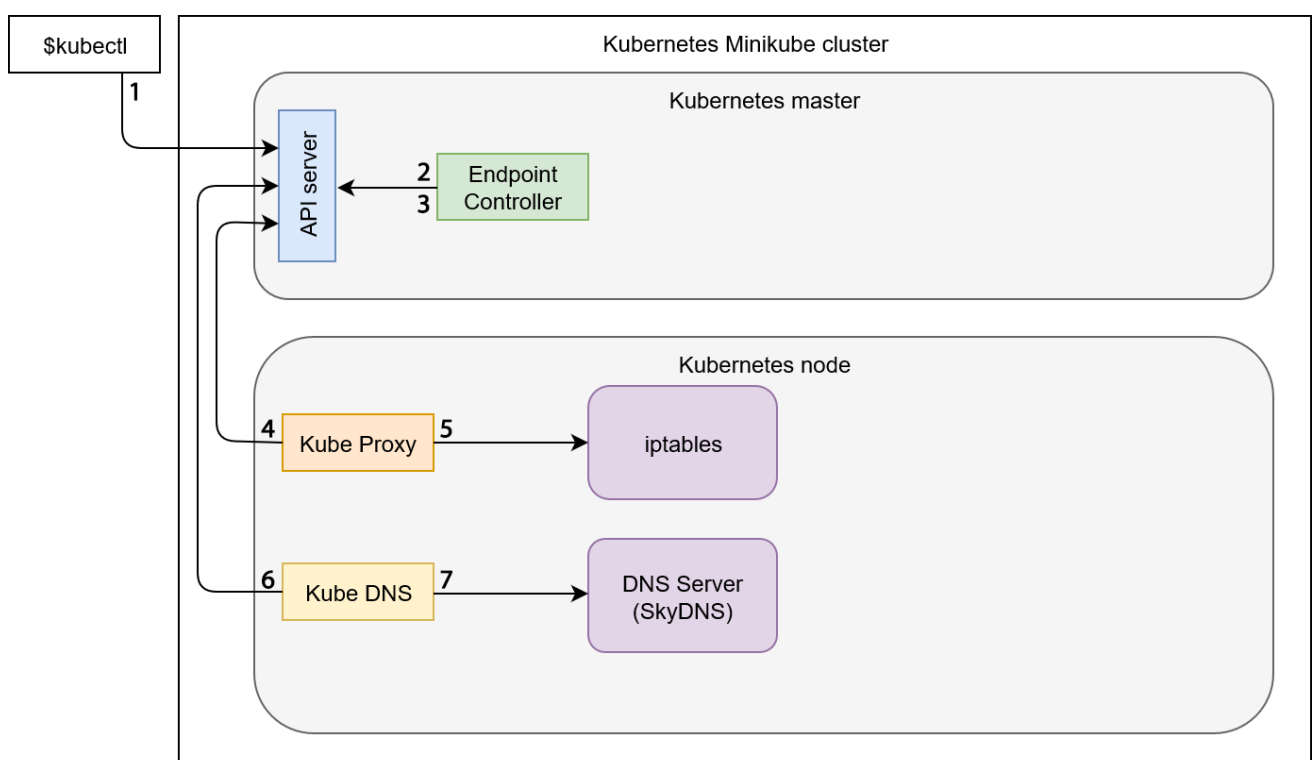 $kubectl
Kubernetes Minikube cluster
1
Kubernetes master
API server
2
3
Endpoint
Controller
Kubernetes node
4
Kube Proxy
5
iptables
6
Kube DNS
7
DNS Server
(SkyDNS)